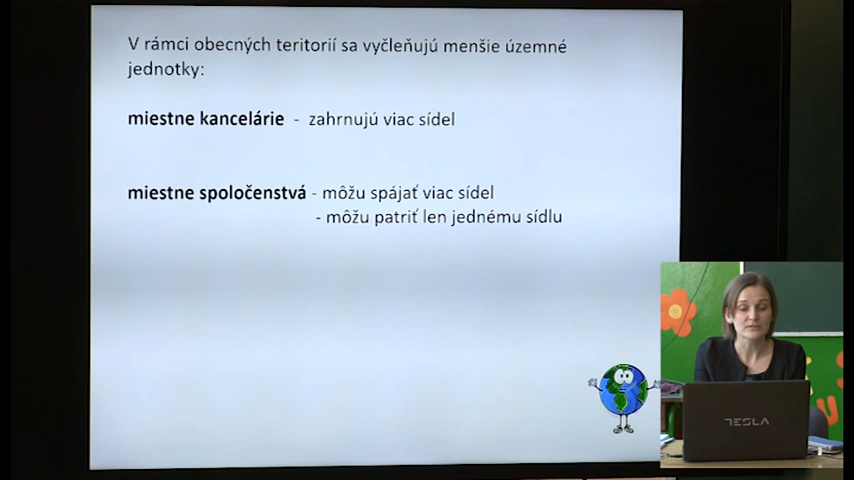 V rámci obecných teritorií sa vyčleňujú menšie územné
jednotky:
miestne kancelárie - zahrnujú viac sídel
miestne spoločenstvá - môžu spájať viac sídel
- môžu patriť len jednému sídlu
TESLA